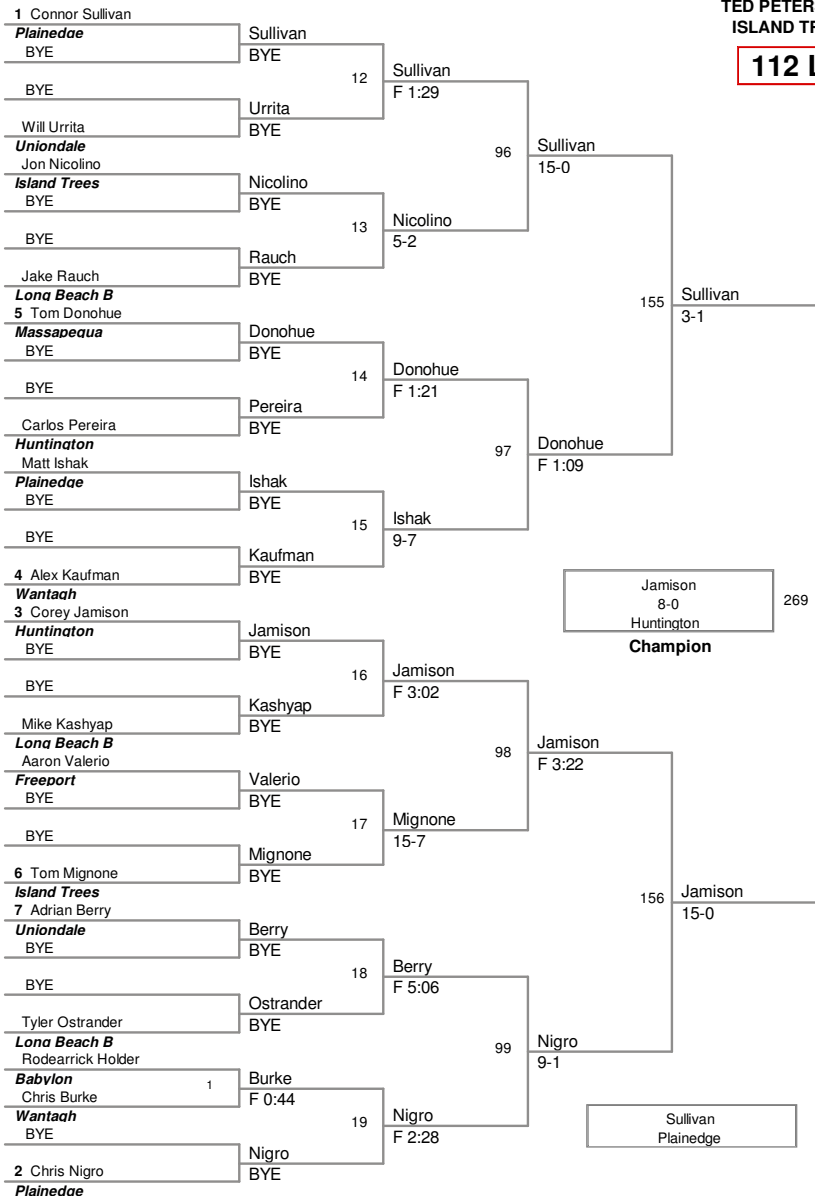 TED PETER
ISLAND TR
112 L
1 Connor Sullivan
Plainedge
BYE
BYE
Will Urrita
Uniondale
Jon Nicolino
Island Trees
BYE
BYE
Jake Rauch
Long Beach B
5 Tom Donohue
Massapequa
BYE
BYE
Carlos Pereira
Huntington
Matt Ishak
Plainedge
BYE
BYE
4 Alex Kaufman
Wantagh
3 Corey Jamison
Huntington
BYE
BYE
Mike Kashyap
Long Beach B
Aaron Valerio
Freeport
BYE
BYE
6 Tom Mignone
Island Trees
7 Adrian Berry
Uniondale
BYE
BYE
Tyler Ostrander
Long Beach B
Rodearrick Holder
Babylon
1
Chris Burke
Wantagh
BYE
2 Chris Nigro
Plainedge
Sullivan
BYE
12
Urrita
BYE
Nicolino
BYE
13
Rauch
BYE
Donohue
BYE
14
Pereira
BYE
Ishak
BYE
15
Kaufman
BYE
Jamison
BYE
16
Kashyap
BYE
Valerio
BYE
17
Mignone
BYE
Berry
BYE
18
Ostrander
BYE
Burke
F 0:44
19
Nigro
BYE
Sullivan
F 1:29
96
Nicolino
5-2
Donohue
F 1:21
97
Ishak
9-7
Jamison
F 3:02
98
Mignone
15-7
Berry
F 5:06
99
Nigro
F 2:28
Sullivan
15-0
155
Donohue
F 1:09
Jamison
F 3:22
156
Nigro
9-1
Sullivan
3-1
Jamison
15-0
Jamison
8-0
Huntington
269
Champion
Sullivan
Plainedge